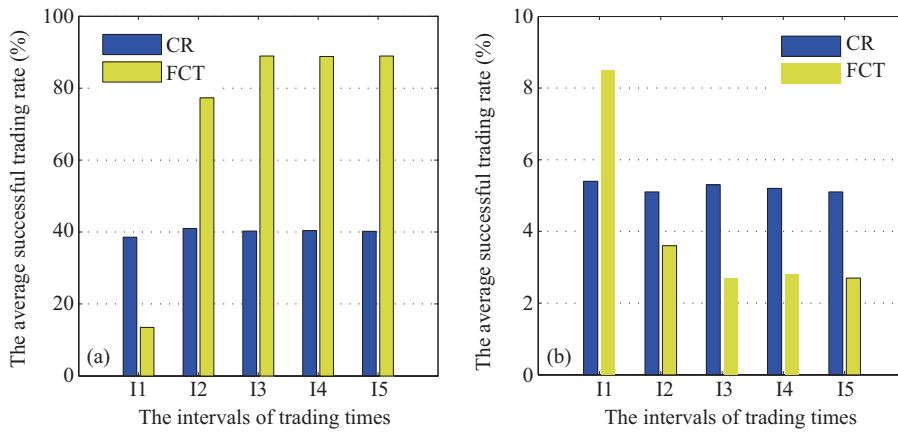 The average successful trading rate (%)
100
80
60
40
20
0
CR
FCT
(a)
I1 I2 I3 I4 I5
The intervals of trading times
The average successful trading rate (%)
10
8
6
4
2
0
CR
FCT
(b)
I1 I2 I3 I4 I5
The intervals of trading times